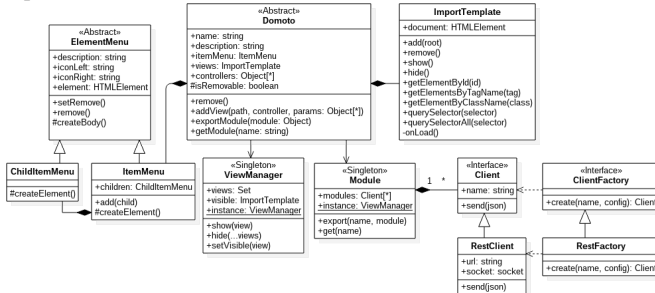 «Abstract»
ElementMenu
+description: string
+iconLeft: string
+iconRight: string
+element: HTMLElement
+setRemove()
+remove()
#createBody()
«Abstract»
Domoto
+name: string
+description: string
+itemMenu: ItemMenu
+views: ImportTemplate
+controllers: Object[*]
#isRemovable: boolean
+remove()
+addView(path, controller, params: Object[*])
+exportModule(module: Object)
+getModule(name: string)
ImportTemplate
+document: HTMLElement
+add(root)
+remove()
+show()
+hide()
+getElementById(id)
+getElementsByTagName(tag)
+getElementByClassName(class)
+querySelector(selector)
+querySelectorAll(selector)
-onLoad()
ChildItemMenu
#createElement()
ItemMenu
+children: ChildItemMenu
+add(child)
#createElement()
«Singleton»
ViewManager
+views: Set
+visible: ImportTemplate
+instance: ViewManager
+show(view)
+hide(...views)
+setVisible(view)
«Singleton»
Module
+modules: Client[*]
+instance: ViewManager
+export(name, module)
+get(name)
1 *
«Interface»
Client
+name: string
+send(json)
«Interface»
ClientFactory
+create(name, config): Client
RestClient
+url: string
+socket: socket
+send(json)
RestFactory
+create(name, config): Client